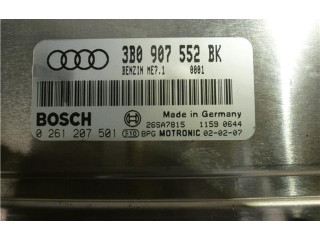 3B0 907 552 BK
BENZIN ME7.1 0001
BOSCH Made in Germany
26SA7815 1159 0644
0 261 207 501 BPG MOTRONIC 02-02-07